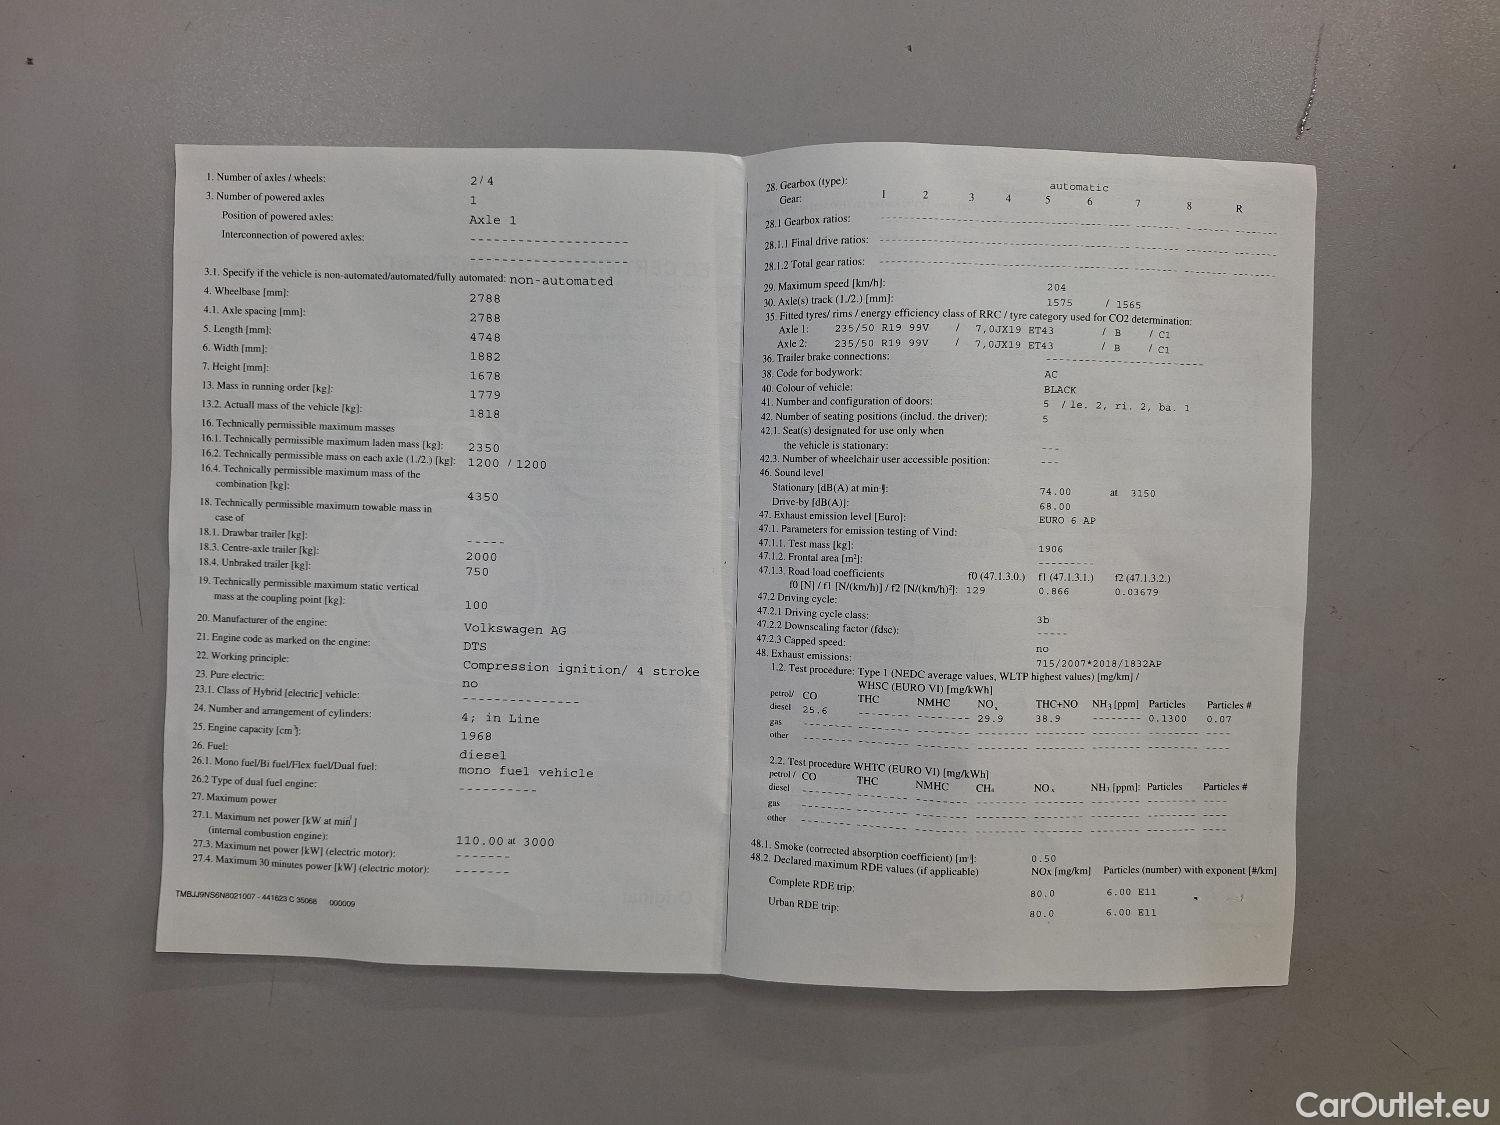 1. Number of axles / wheels: 2/4
3. Number of powered axles 1
Position of powered axles: Axle 1
Interconnection of powered axles: --------------------
--------------------
3.1. Specify if the vehicle is non-automated/automated/fully automated: non-automated
4. Wheelbase [mm]: 2788
4.1. Axle spacing [mm]: 2788
5. Length [mm]: 4748
6. Width [mm]: 1882
7. Height [mm]: 1678
13. Mass in running order [kg]: 1779
13.2. Actuall mass of the vehicle [kg]: 1818
16. Technically permissible maximum masses
16.1. Technically permissible maximum laden mass [kg]: 2350
16.2. Technically permissible mass on each axle (1./2.) [kg]: 1200 / 1200
16.4. Technically permissible maximum mass of the
combination [kg]: 4350
18. Technically permissible maximum towable mass in
case of
18.1. Drawbar trailer [kg]: -----
18.3. Centre-axle trailer [kg]: 2000
18.4. Unbraked trailer [kg]: 750
19. Technically permissible maximum static vertical
mass at the coupling point [kg]: 100
20. Manufacturer of the engine: Volkswagen AG
21. Engine code as marked on the engine: DTS
22. Working principle: Compression ignition/ 4 stroke
23. Pure electric: no
23.1. Class of Hybrid [electric] vehicle: ---------------
24. Number and arrangement of cylinders: 4; in Line
25. Engine capacity [cm³]: 1968
26. Fuel: diesel
26.1. Mono fuel/Bi fuel/Flex fuel/Dual fuel: mono fuel vehicle
26.2 Type of dual fuel engine: ----------
27. Maximum power
27.1. Maximum net power [kW at min⁻¹]
(internal combustion engine): 110.00 at 3000
27.3. Maximum net power [kW] (electric motor): -------
27.4. Maximum 30 minutes power [kW] (electric motor): -------
TMBJJ9NS6N8021007 - 441623 C 35068 000009
28. Gearbox (type): automatic
Gear: 1 2 3 4 5 6 7 8 R
28.1 Gearbox ratios: --------------------
28.1.1 Final drive ratios: --------------------
28.1.2 Total gear ratios: --------------------
29. Maximum speed [km/h]: 204
30. Axle(s) track (1./2.) [mm]: 1575 / 1565
35. Fitted tyres/ rims / energy efficiency class of RRC / tyre category used for CO2 determination:
Axle 1: 235/50 R19 99V / 7,0JX19 ET43 / B / C1
Axle 2: 235/50 R19 99V / 7,0JX19 ET43 / B / C1
36. Trailer brake connections: --------------------
38. Code for bodywork: AC
40. Colour of vehicle: BLACK
41. Number and configuration of doors: 5 / le. 2, ri. 2, ba. 1
42. Number of seating positions (includ. the driver): 5
42.1. Seat(s) designated for use only when
the vehicle is stationary: ---
42.3. Number of wheelchair user accessible position: ---
46. Sound level
Stationary [dB(A) at min⁻¹]: 74.00 at 3150
Drive-by [dB(A)]: 68.00
47. Exhaust emission level [Euro]: EURO 6 AP
47.1. Parameters for emission testing of Vind:
47.1.1. Test mass [kg]: 1906
47.1.2. Frontal area [m²]: ----------
47.1.3. Road load coefficients f0 (47.1.3.0.) f1 (47.1.3.1.) f2 (47.1.3.2.)
f0 [N] / f1 [N/(km/h)] / f2 [N/(km/h)²]: 129 0.866 0.03679
47.2 Driving cycle:
47.2.1 Driving cycle class: 3b
47.2.2 Downscaling factor (fdsc): -----
47.2.3 Capped speed: no
48. Exhaust emissions: 715/2007*2018/1832AP
1.2. Test procedure: Type 1 (NEDC average values, WLTP highest values) [mg/km] /
WHSC (EURO VI) [mg/kWh]
petrol/ CO THC NMHC NOx THC+NO NH3 [ppm] Particles Particles #
diesel 25.6 -------- -------- 29.9 38.9 -------- 0.1300 0.07
gas --------------------
other --------------------
2.2. Test procedure WHTC (EURO VI) [mg/kWh]
petrol / CO THC NMHC CH₄ NOx NH3 [ppm]: Particles Particles #
diesel --------------------
gas --------------------
other --------------------
48.1. Smoke (corrected absorption coefficient) [m⁻¹]: 0.50
48.2. Declared maximum RDE values (if applicable) NOx [mg/km] Particles (number) with exponent [#/km]
Complete RDE trip: 80.0 6.00 E11
Urban RDE trip: 80.0 6.00 E11
CarOutlet.eu